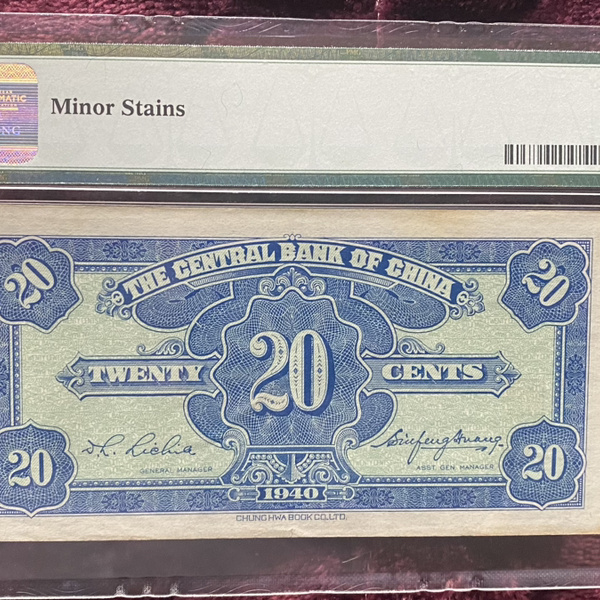 Minor Stains
THE CENTRAL BANK OF CHINA
20 20
TWENTY 20 CENTS
GENERAL MANAGER ASST. GEN. MANAGER
20 20
1940
CHUNG HWA BOOK CO., LTD.